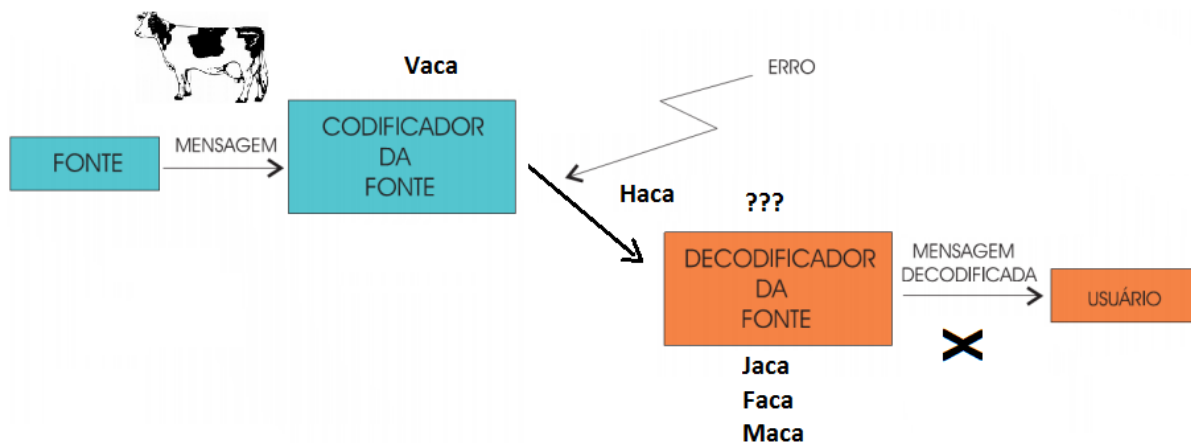 Vaca
ERRO
FONTE
MENSAGEM
CODIFICADOR
DA
FONTE
Haca
???
DECODIFICADOR
DA
FONTE
MENSAGEM
DECODIFICADA
USUÁRIO
X
Jaca
Faca
Maca